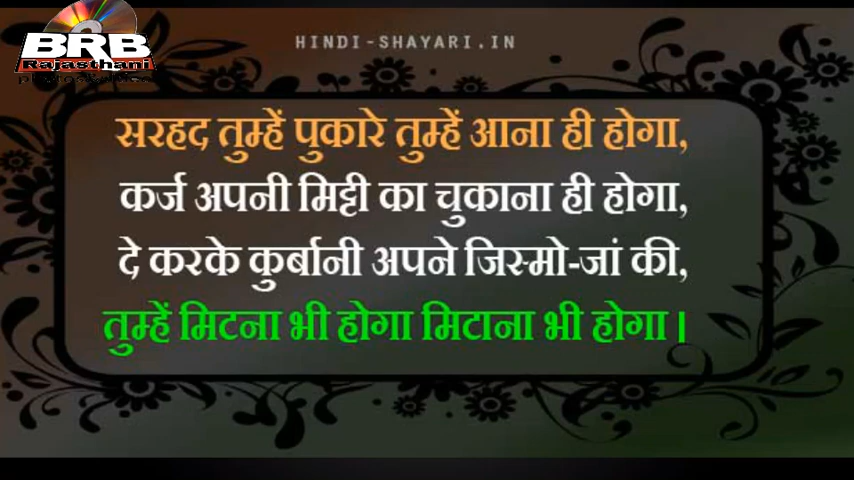 BRB
Rajasthani
HINDI-SHAYARI.IN
सरहद तुम्हें पुकारे तुम्हें आना ही होगा,
कर्ज अपनी मिट्टी का चुकाना ही होगा,
दे करके कुर्बानी अपने जिस्मो-जां की,
तुम्हें मिटना भी होगा मिटाना भी होगा।